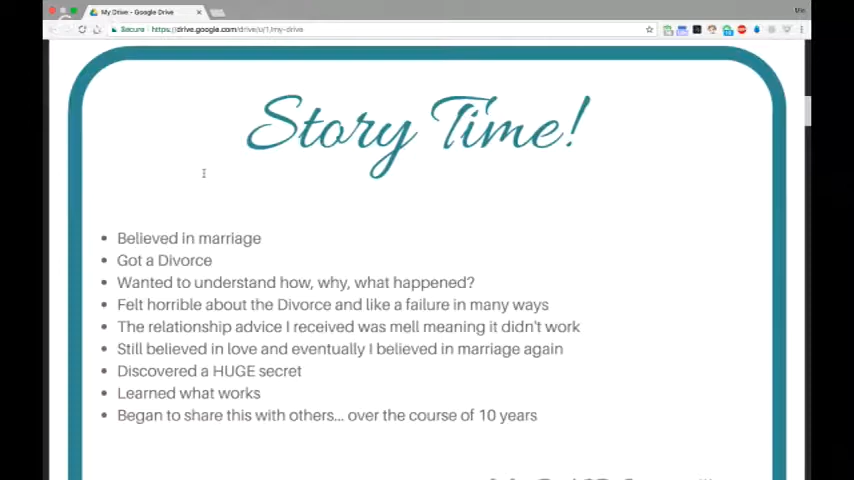 My Drive - Google Drive
Secure https://drive.google.com/drive/u/1/my-drive
Story Time!
Believed in marriage
Got a Divorce
Wanted to understand how, why, what happened?
Felt horrible about the Divorce and like a failure in many ways
The relationship advice I received was mell meaning it didn't work
Still believed in love and eventually I believed in marriage again
Discovered a HUGE secret
Learned what works
Began to share this with others... over the course of 10 years